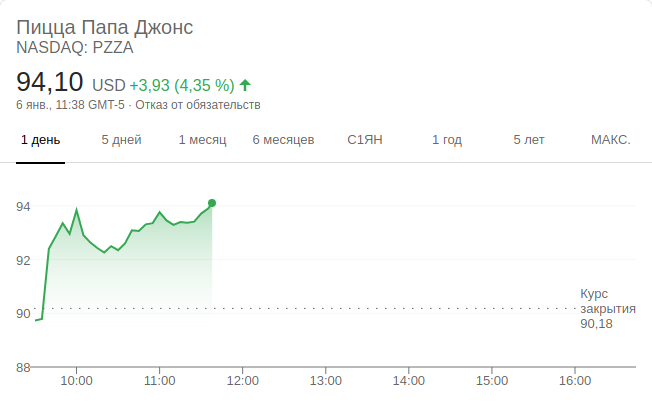 Пицца Папа Джонс
NASDAQ: PZZA
94,10 USD +3,93 (4,35 %)
6 янв., 11:38 GMT-5 · Отказ от обязательств
1 день 5 дней 1 месяц 6 месяцев С1ЯН 1 год 5 лет МАКС.
94
92
90
88
Курс
закрытия
90,18
10:00 11:00 12:00 13:00 14:00 15:00 16:00